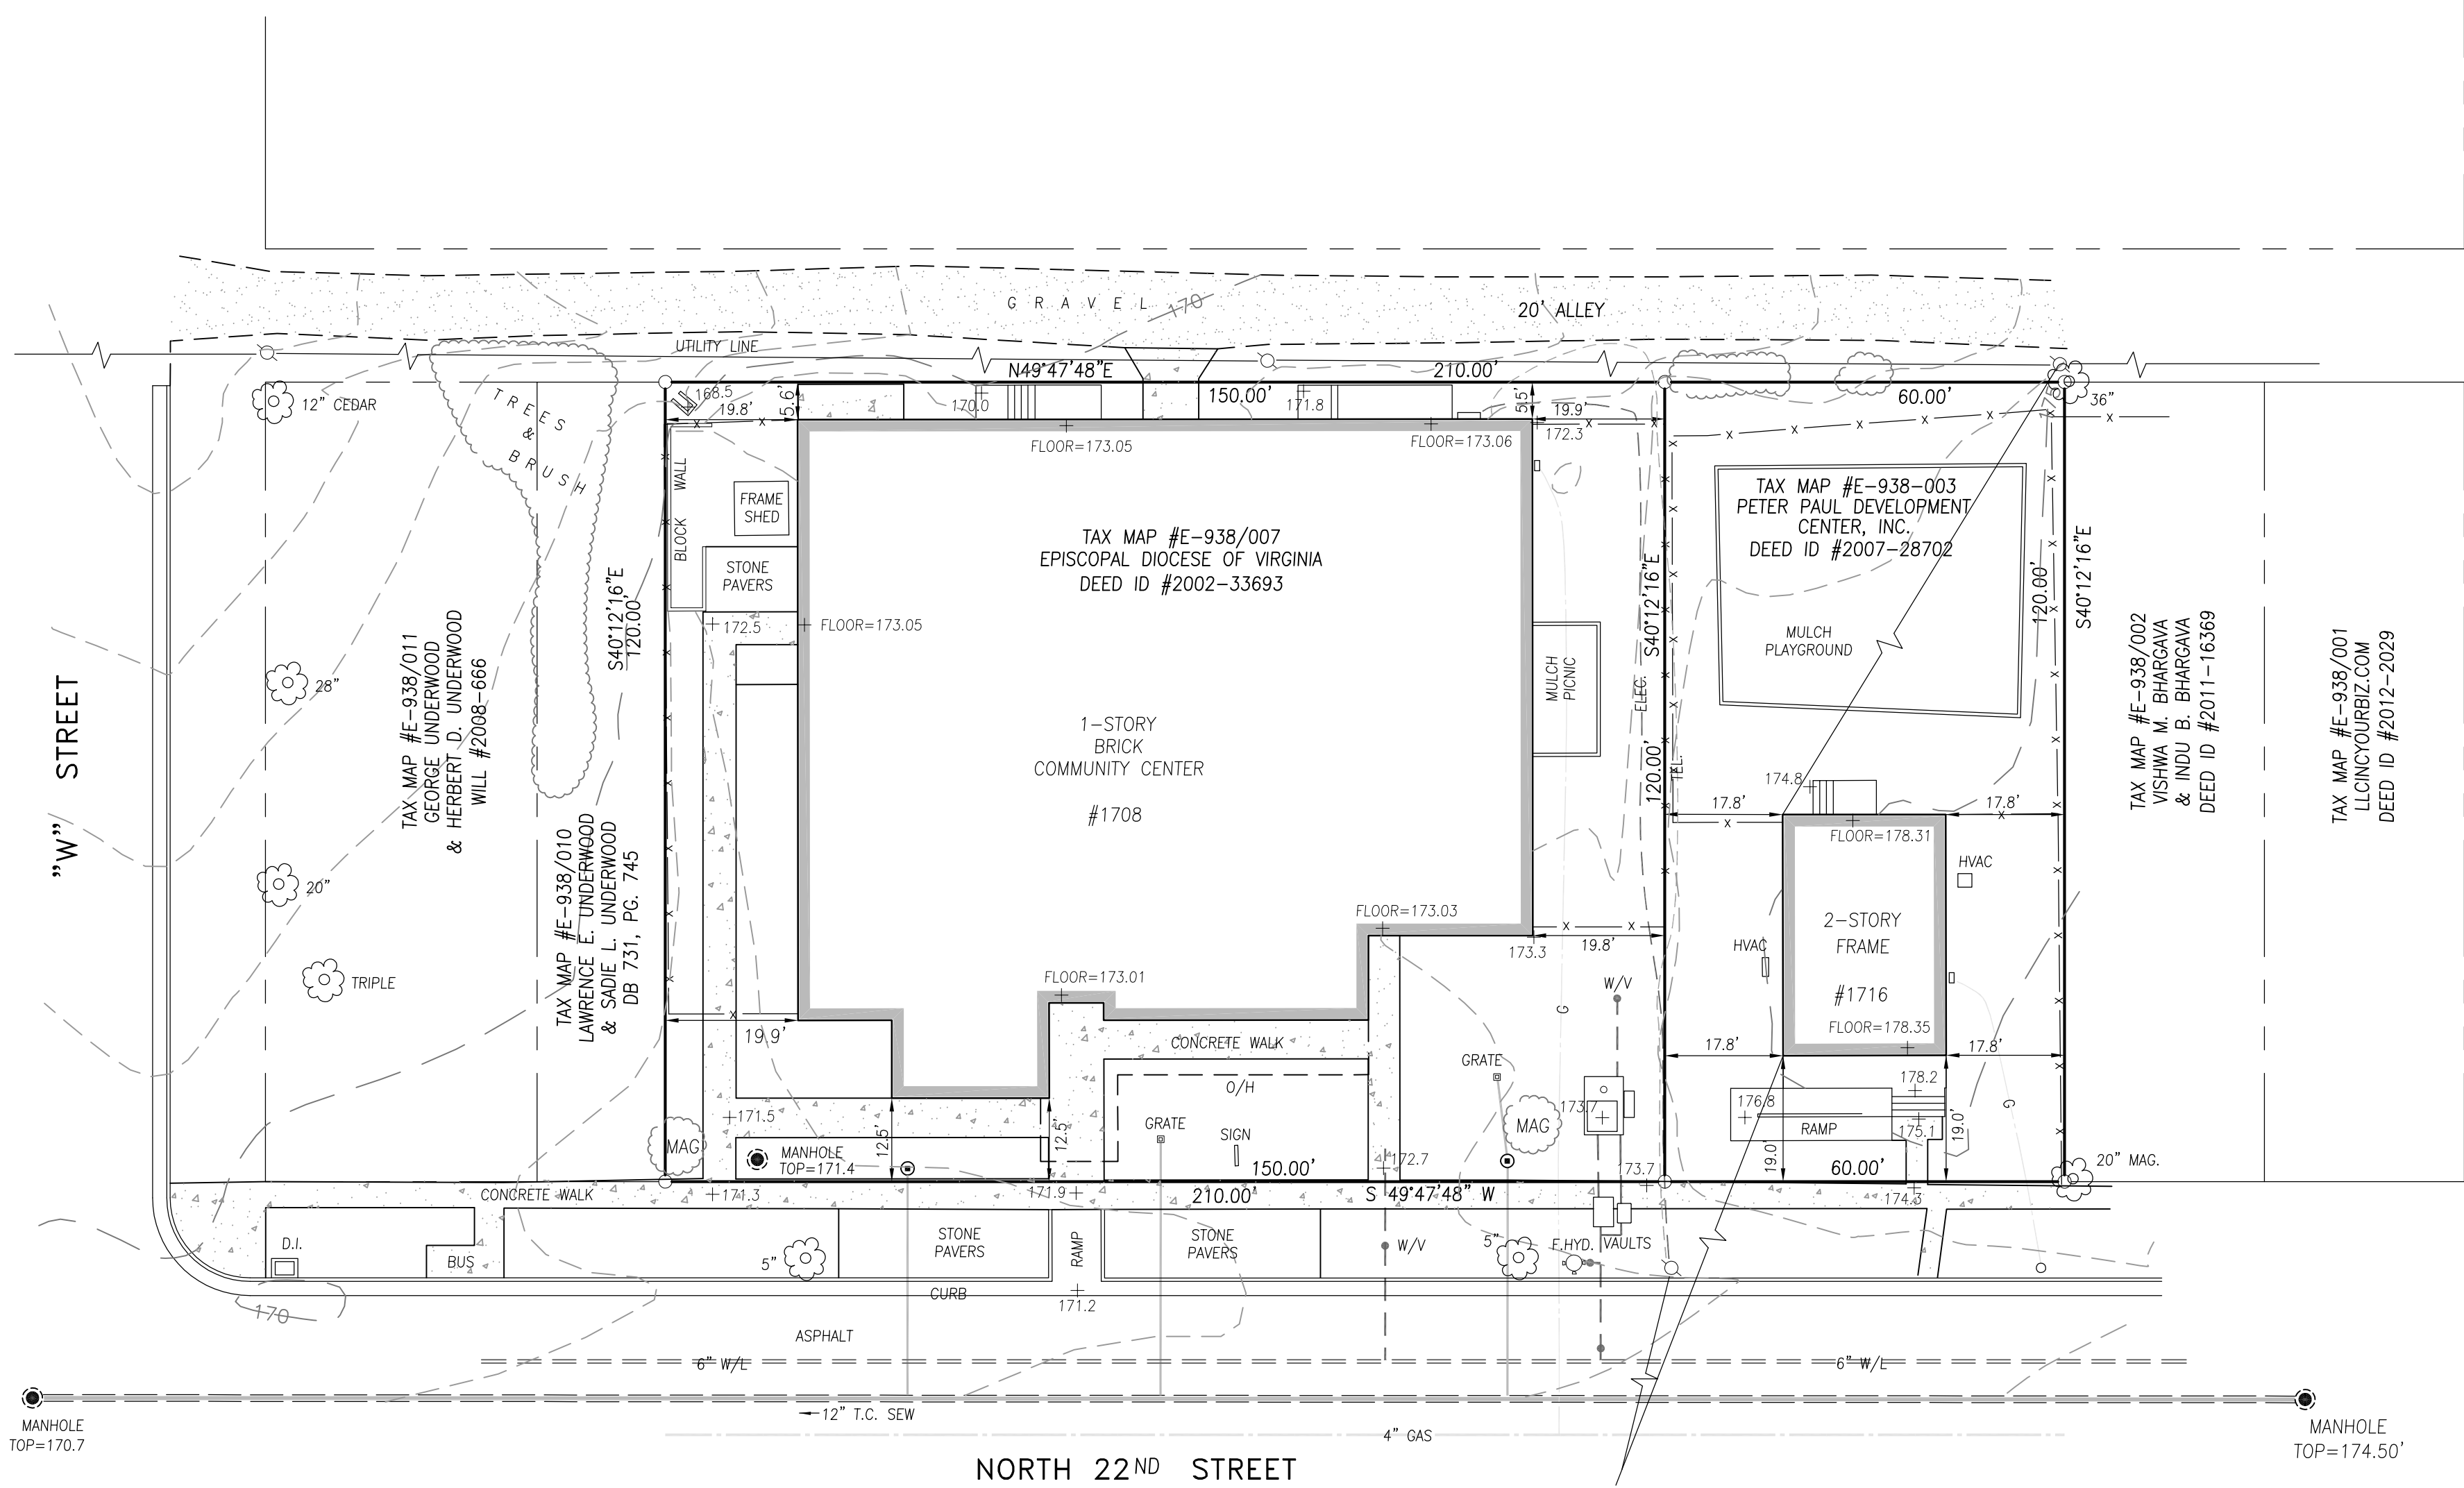 G R A V E L
170
20' ALLEY
UTILITY LINE
N49°47'48"E
210.00'
150.00'
60.00'
12" CEDAR
TREES
&
BRUSH
168.5
19.8'
5.6'
170.0
171.8
5.5'
19.9'
172.3
36"
FLOOR=173.05
FLOOR=173.06
BLOCK WALL
FRAME
SHED
STONE
PAVERS
TAX MAP #E-938/007
EPISCOPAL DIOCESE OF VIRGINIA
DEED ID #2002-33693
TAX MAP #E-938-003
PETER PAUL DEVELOPMENT
CENTER, INC.
DEED ID #2007-28702
S40°12'16"E
120.00'
S40°12'16"E
120.00'
120.00'
S40°12'16"E
172.5
FLOOR=173.05
MULCH
PLAYGROUND
MULCH
PICNIC
ELEC.
TEL.
28"
20"
TRIPLE
"W" STREET
TAX MAP #E-938/011
GEORGE UNDERWOOD
& HERBERT D. UNDERWOOD
WILL #2008-666
TAX MAP #E-938/010
LAWRENCE E. UNDERWOOD
& SADIE L. UNDERWOOD
DB 731, PG. 745
1-STORY
BRICK
COMMUNITY CENTER
#1708
TAX MAP #E-938/002
VISHWA M. BHARGAVA
& INDU B. BHARGAVA
DEED ID #2011-16369
TAX MAP #E-938/001
LLCINCYOURBIZ.COM
DEED ID #2012-2029
174.8
17.8'
17.8'
FLOOR=178.31
HVAC
2-STORY
FRAME
HVAC
#1716
FLOOR=178.35
17.8'
17.8'
FLOOR=173.03
173.3
19.8'
FLOOR=173.01
W/V
G
19.9'
CONCRETE WALK
O/H
GRATE
GRATE
SIGN
MAG
171.5
MANHOLE
TOP=171.4
12.5'
12.5'
MAG
173.7
178.2
176.8
RAMP
175.1
19.0'
19.0'
G
150.00'
172.7
173.7
60.00'
20" MAG.
CONCRETE WALK
171.3
171.9
210.00'
S 49°47'48" W
174.3
D.I.
BUS
5"
STONE
PAVERS
RAMP
STONE
PAVERS
W/V
5"
F.HYD.
VAULTS
170
CURB
171.2
ASPHALT
6" W/L
6" W/L
12" T.C. SEW
4" GAS
MANHOLE
TOP=170.7
MANHOLE
TOP=174.50'
NORTH 22ND STREET